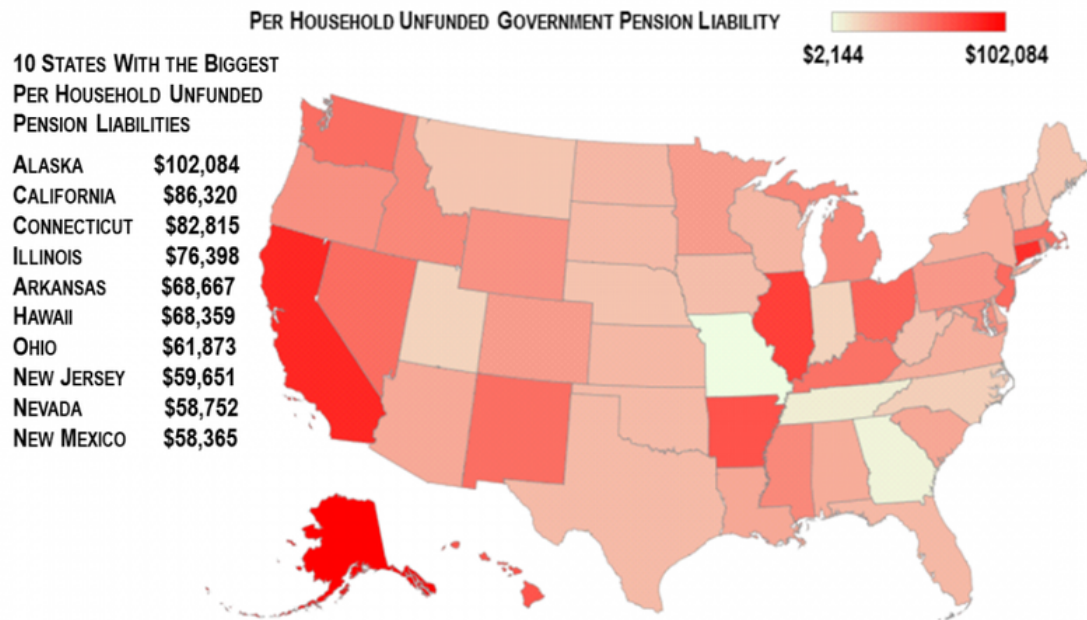 PER HOUSEHOLD UNFUNDED GOVERNMENT PENSION LIABILITY
$2,144 $102,084
10 STATES WITH THE BIGGEST
PER HOUSEHOLD UNFUNDED
PENSION LIABILITIES
ALASKA $102,084
CALIFORNIA $86,320
CONNECTICUT $82,815
ILLINOIS $76,398
ARKANSAS $68,667
HAWAII $68,359
OHIO $61,873
NEW JERSEY $59,651
NEVADA $58,752
NEW MEXICO $58,365